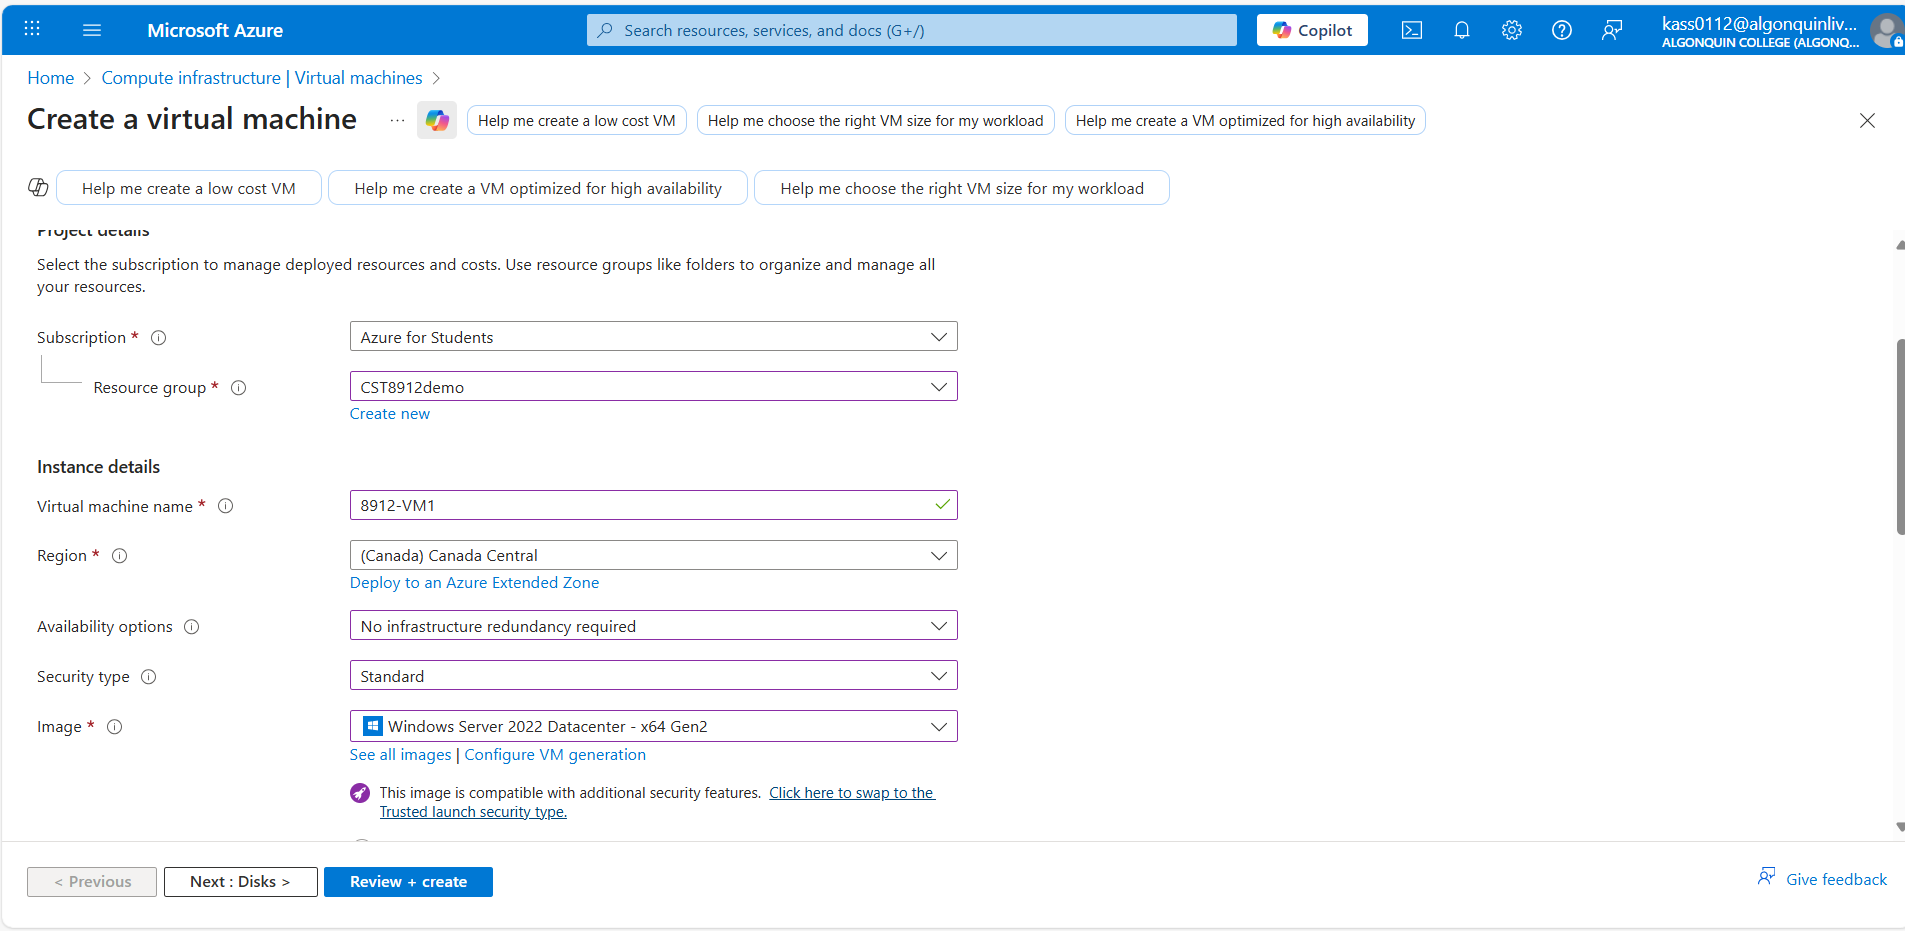 Microsoft Azure
Search resources, services, and docs (G+/)
Copilot
kass0112@algonquinliv...
ALGONQUIN COLLEGE (ALGONQ...
Home > Compute infrastructure | Virtual machines >
Create a virtual machine
...
Help me create a low cost VM
Help me choose the right VM size for my workload
Help me create a VM optimized for high availability
Help me create a low cost VM
Help me create a VM optimized for high availability
Help me choose the right VM size for my workload
Project details
Select the subscription to manage deployed resources and costs. Use resource groups like folders to organize and manage all
your resources.
Subscription *
Azure for Students
Resource group *
CST8912demo
Create new
Instance details
Virtual machine name *
8912-VM1
Region *
(Canada) Canada Central
Deploy to an Azure Extended Zone
Availability options
No infrastructure redundancy required
Security type
Standard
Image *
Windows Server 2022 Datacenter - x64 Gen2
See all images | Configure VM generation
This image is compatible with additional security features. Click here to swap to the
Trusted launch security type.
< Previous
Next : Disks >
Review + create
Give feedback